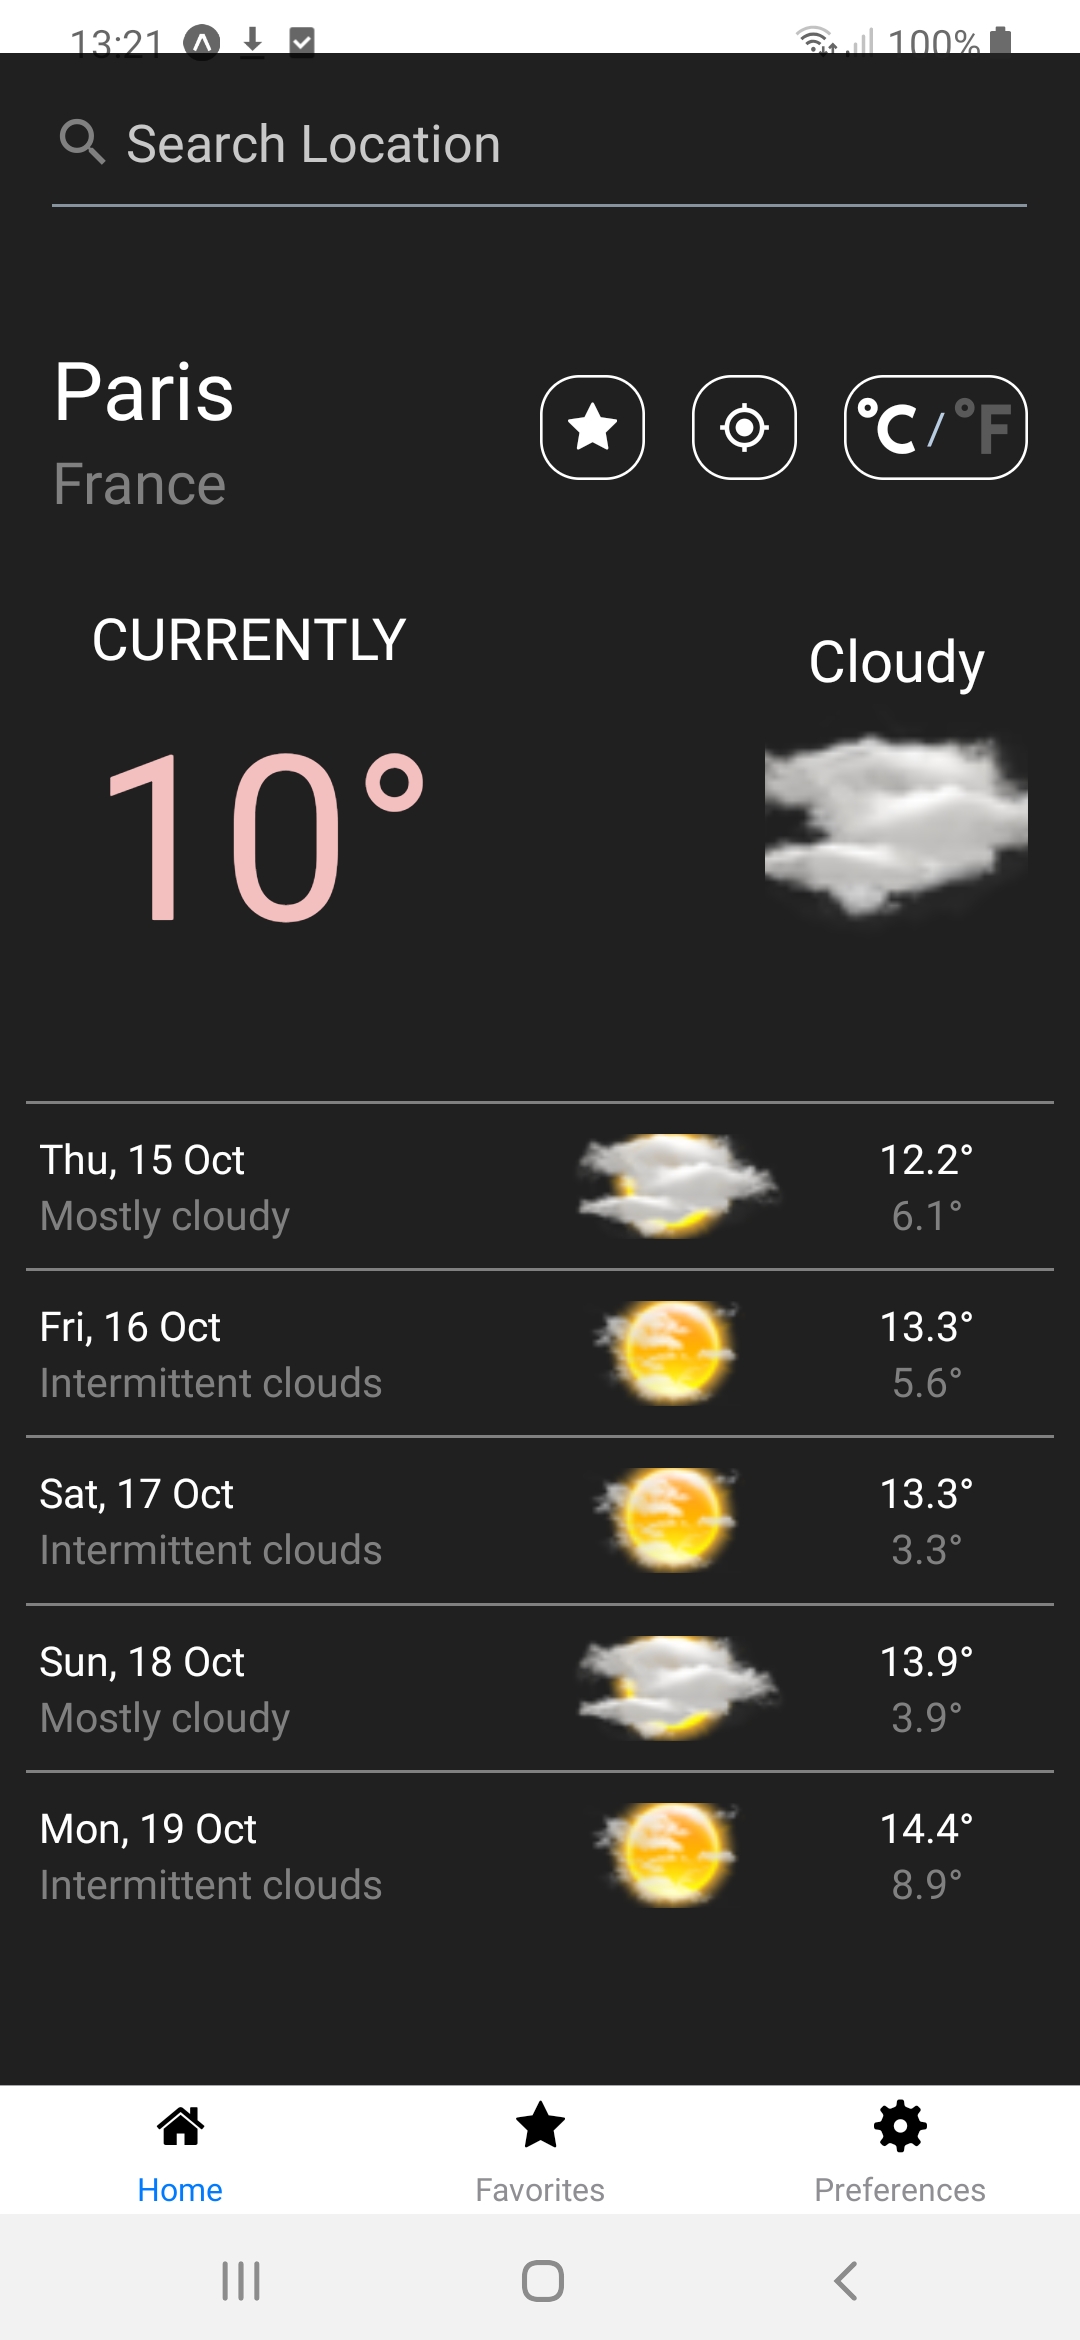 13:21 100%
Search Location
Paris
France
°C / °F
CURRENTLY
Cloudy
10°
Thu, 15 Oct
Mostly cloudy
12.2°
6.1°
Fri, 16 Oct
Intermittent clouds
13.3°
5.6°
Sat, 17 Oct
Intermittent clouds
13.3°
3.3°
Sun, 18 Oct
Mostly cloudy
13.9°
3.9°
Mon, 19 Oct
Intermittent clouds
14.4°
8.9°
Home Favorites Preferences